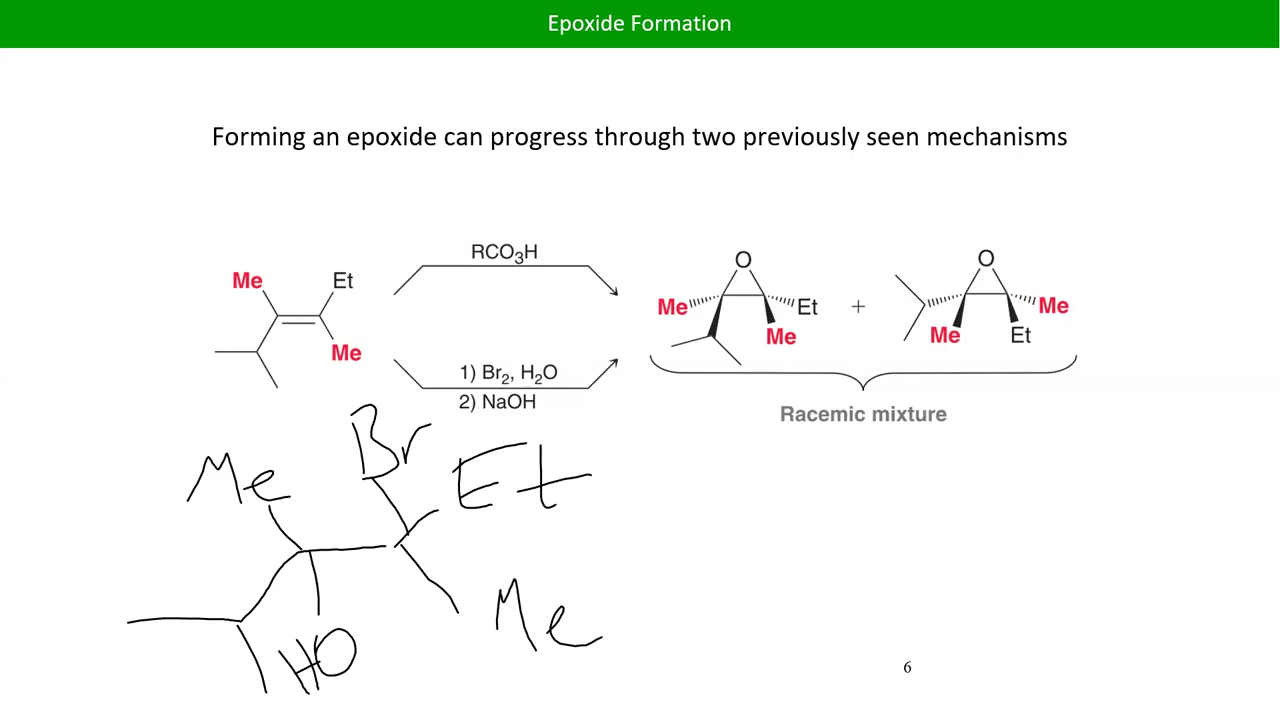 Epoxide Formation
Forming an epoxide can progress through two previously seen mechanisms
RCO₃H
Me Et
Me
1) Br₂, H₂O
2) NaOH
O O
Me Et + Me
Me Me Et
Racemic mixture
Br
Me Et
HO Me
6